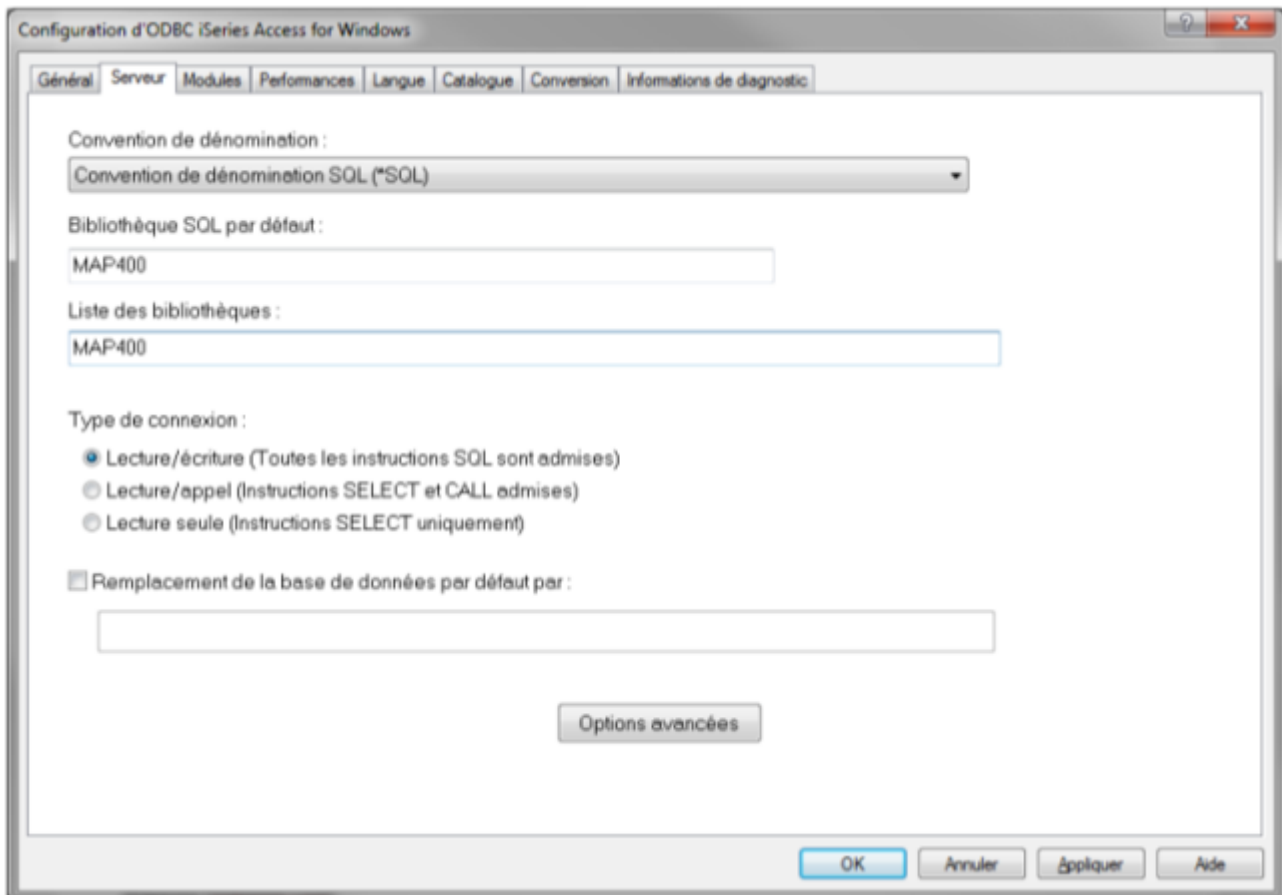 Configuration d'ODBC iSeries Access for Windows
Général Serveur Modules Performances Langue Catalogue Conversion Informations de diagnostic
Convention de dénomination :
Convention de dénomination SQL (*SQL)
Bibliothèque SQL par défaut :
MAP400
Liste des bibliothèques :
MAP400
Type de connexion :
Lecture/écriture (Toutes les instructions SQL sont admises)
Lecture/appel (Instructions SELECT et CALL admises)
Lecture seule (Instructions SELECT uniquement)
Remplacement de la base de données par défaut par :
Options avancées
OK Annuler Appliquer Aide